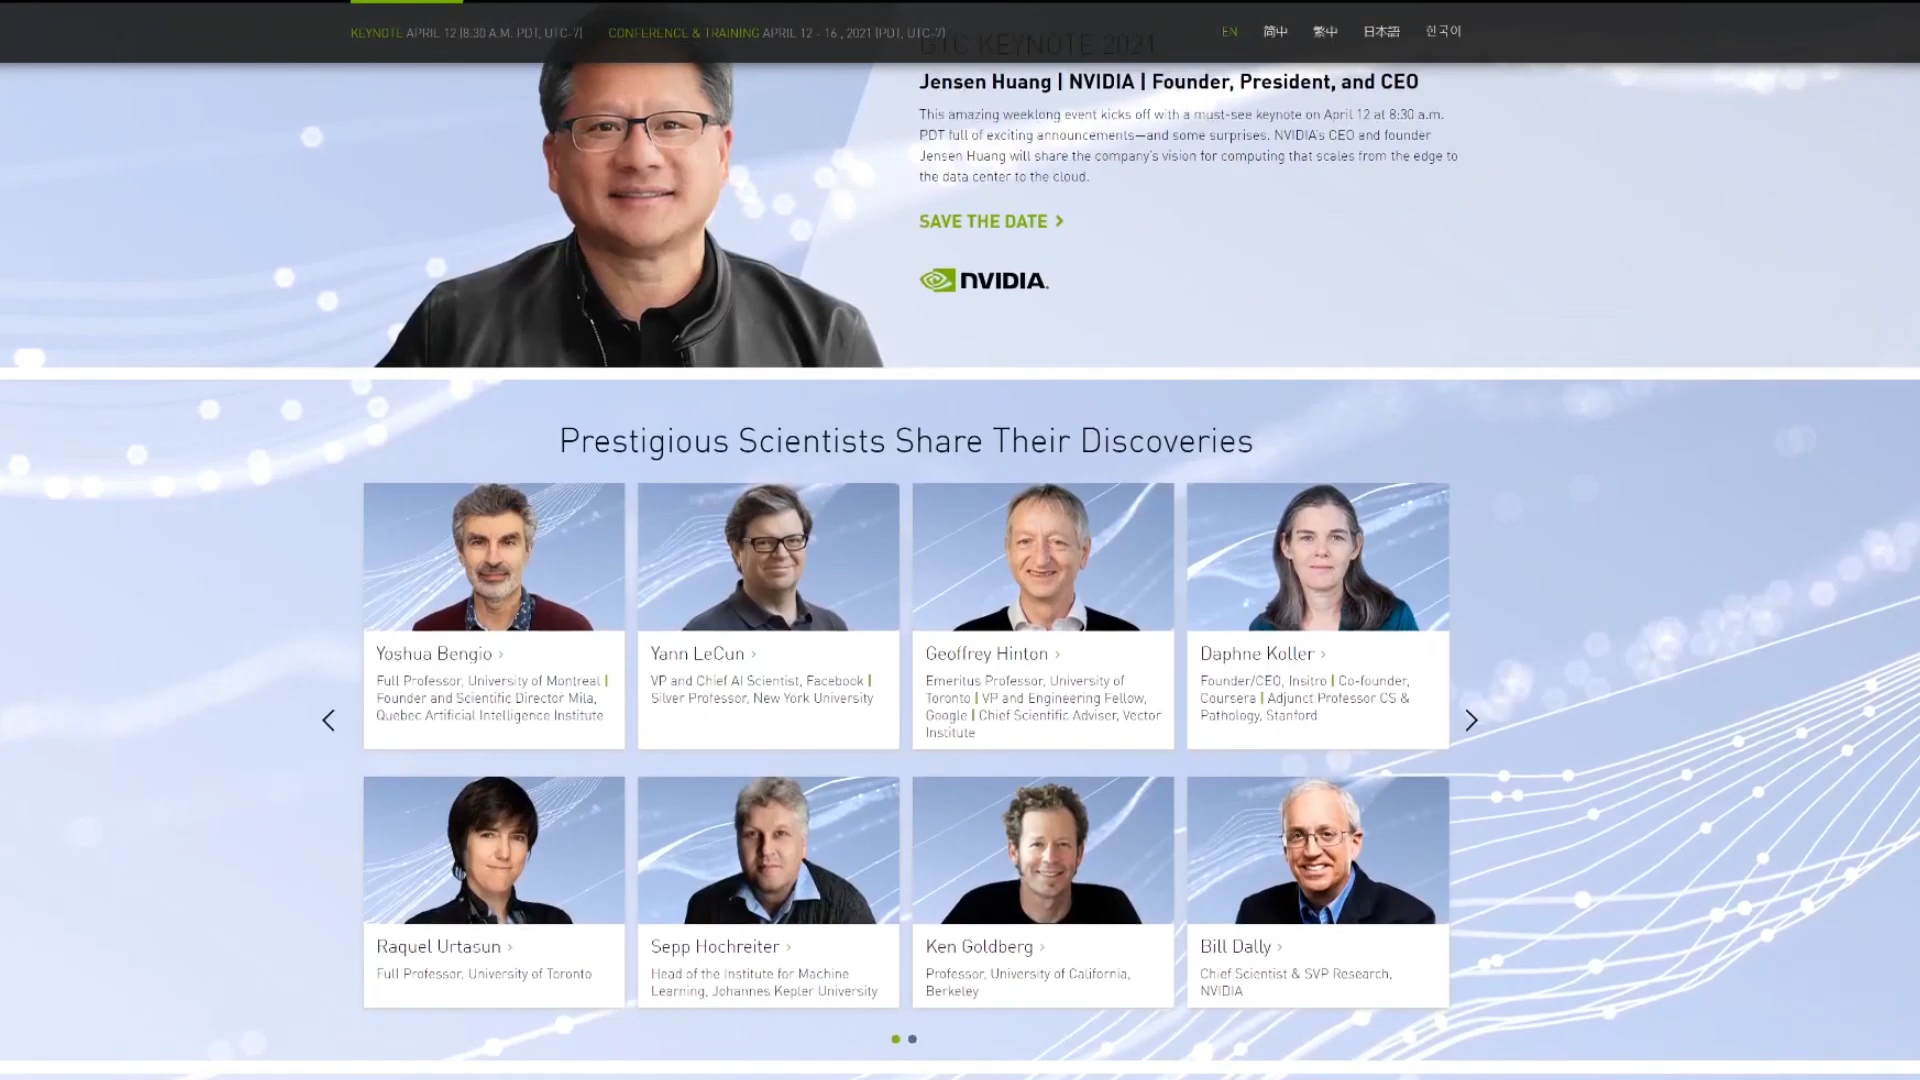 KEYNOTE APRIL 12 (8:30 A.M. PDT, UTC-7) CONFERENCE & TRAINING APRIL 12 - 16 , 2021 (PDT, UTC-7) EN 简中 繁中 日本語 한국어
GTC KEYNOTE 2021
Jensen Huang | NVIDIA | Founder, President, and CEO
This amazing weeklong event kicks off with a must-see keynote on April 12 at 8:30 a.m.
PDT full of exciting announcements—and some surprises. NVIDIA's CEO and founder
Jensen Huang will share the company's vision for computing that scales from the edge to
the data center to the cloud.
SAVE THE DATE >
NVIDIA.
Prestigious Scientists Share Their Discoveries
Yoshua Bengio >
Full Professor, University of Montreal |
Founder and Scientific Director Mila,
Quebec Artificial Intelligence Institute
Yann LeCun >
VP and Chief AI Scientist, Facebook |
Silver Professor, New York University
Geoffrey Hinton >
Emeritus Professor, University of
Toronto | VP and Engineering Fellow,
Google | Chief Scientific Adviser, Vector
Institute
Daphne Koller >
Founder/CEO, Insitro | Co-founder,
Coursera | Adjunct Professor CS &
Pathology, Stanford
Raquel Urtasun >
Full Professor, University of Toronto
Sepp Hochreiter >
Head of the Institute for Machine
Learning, Johannes Kepler University
Ken Goldberg >
Professor, University of California,
Berkeley
Bill Dally >
Chief Scientist & SVP Research,
NVIDIA